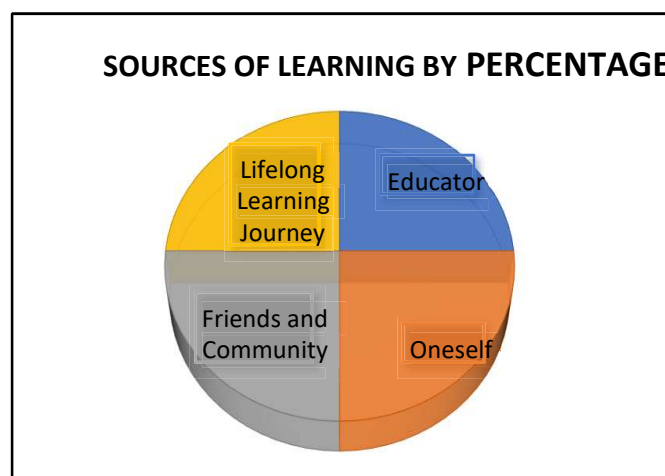 SOURCES OF LEARNING BY PERCENTAGE
Lifelong
Learning
Journey
Educator
Friends and
Community
Oneself